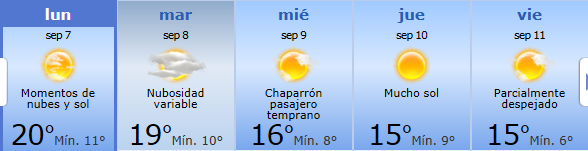 lun
sep 7
Momentos de
nubes y sol
20° Mín. 11°
mar
sep 8
Nubosidad
variable
19° Mín. 10°
mié
sep 9
Chaparrón
pasajero
temprano
16° Mín. 8°
jue
sep 10
Mucho sol
15° Mín. 9°
vie
sep 11
Parcialmente
despejado
15° Mín. 6°